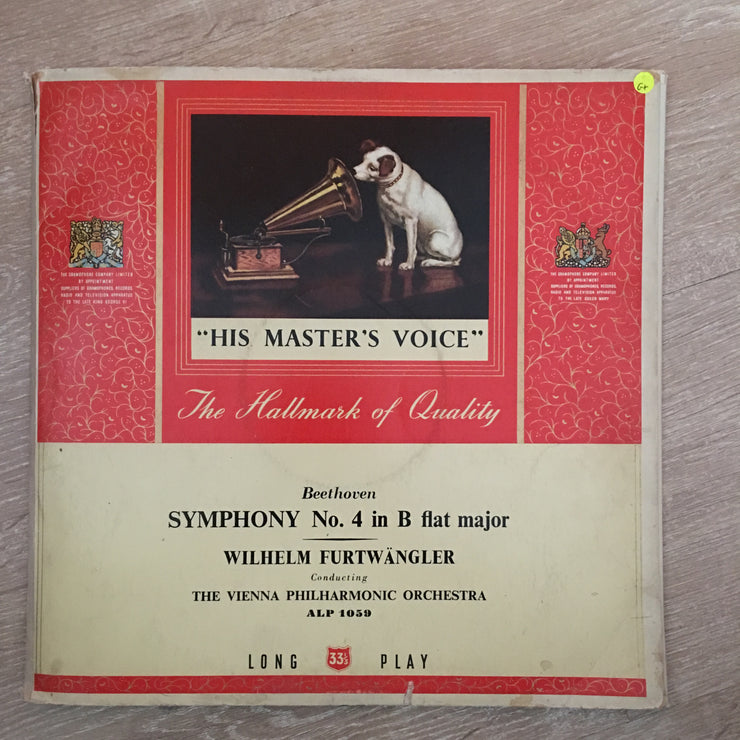 G+
THE GRAMOPHONE COMPANY LIMITED
BY APPOINTMENT
SUPPLIERS OF GRAMOPHONES, RECORDS,
RADIO AND TELEVISION APPARATUS
TO THE LATE KING GEORGE VI
THE GRAMOPHONE COMPANY LIMITED
BY APPOINTMENT
SUPPLIERS OF GRAMOPHONES, RECORDS,
RADIO AND TELEVISION APPARATUS
TO THE LATE QUEEN MARY
“HIS MASTER'S VOICE”
The Hallmark of Quality
Beethoven
SYMPHONY No. 4 in B flat major
WILHELM FURTWÄNGLER
Conducting
THE VIENNA PHILHARMONIC ORCHESTRA
ALP 1059
LONG 33⅓ PLAY